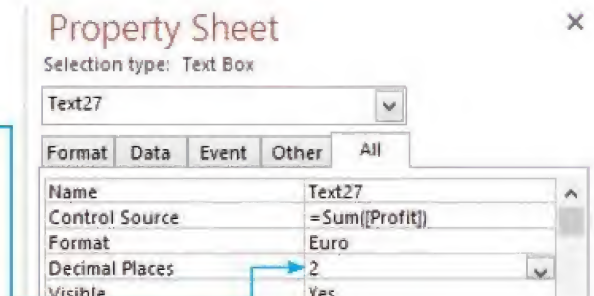 Property Sheet
Selection type: Text Box
Text27
Format Data Event Other All
Name Text27
Control Source =Sum([Profit])
Format Euro
Decimal Places 2
Visible Yes